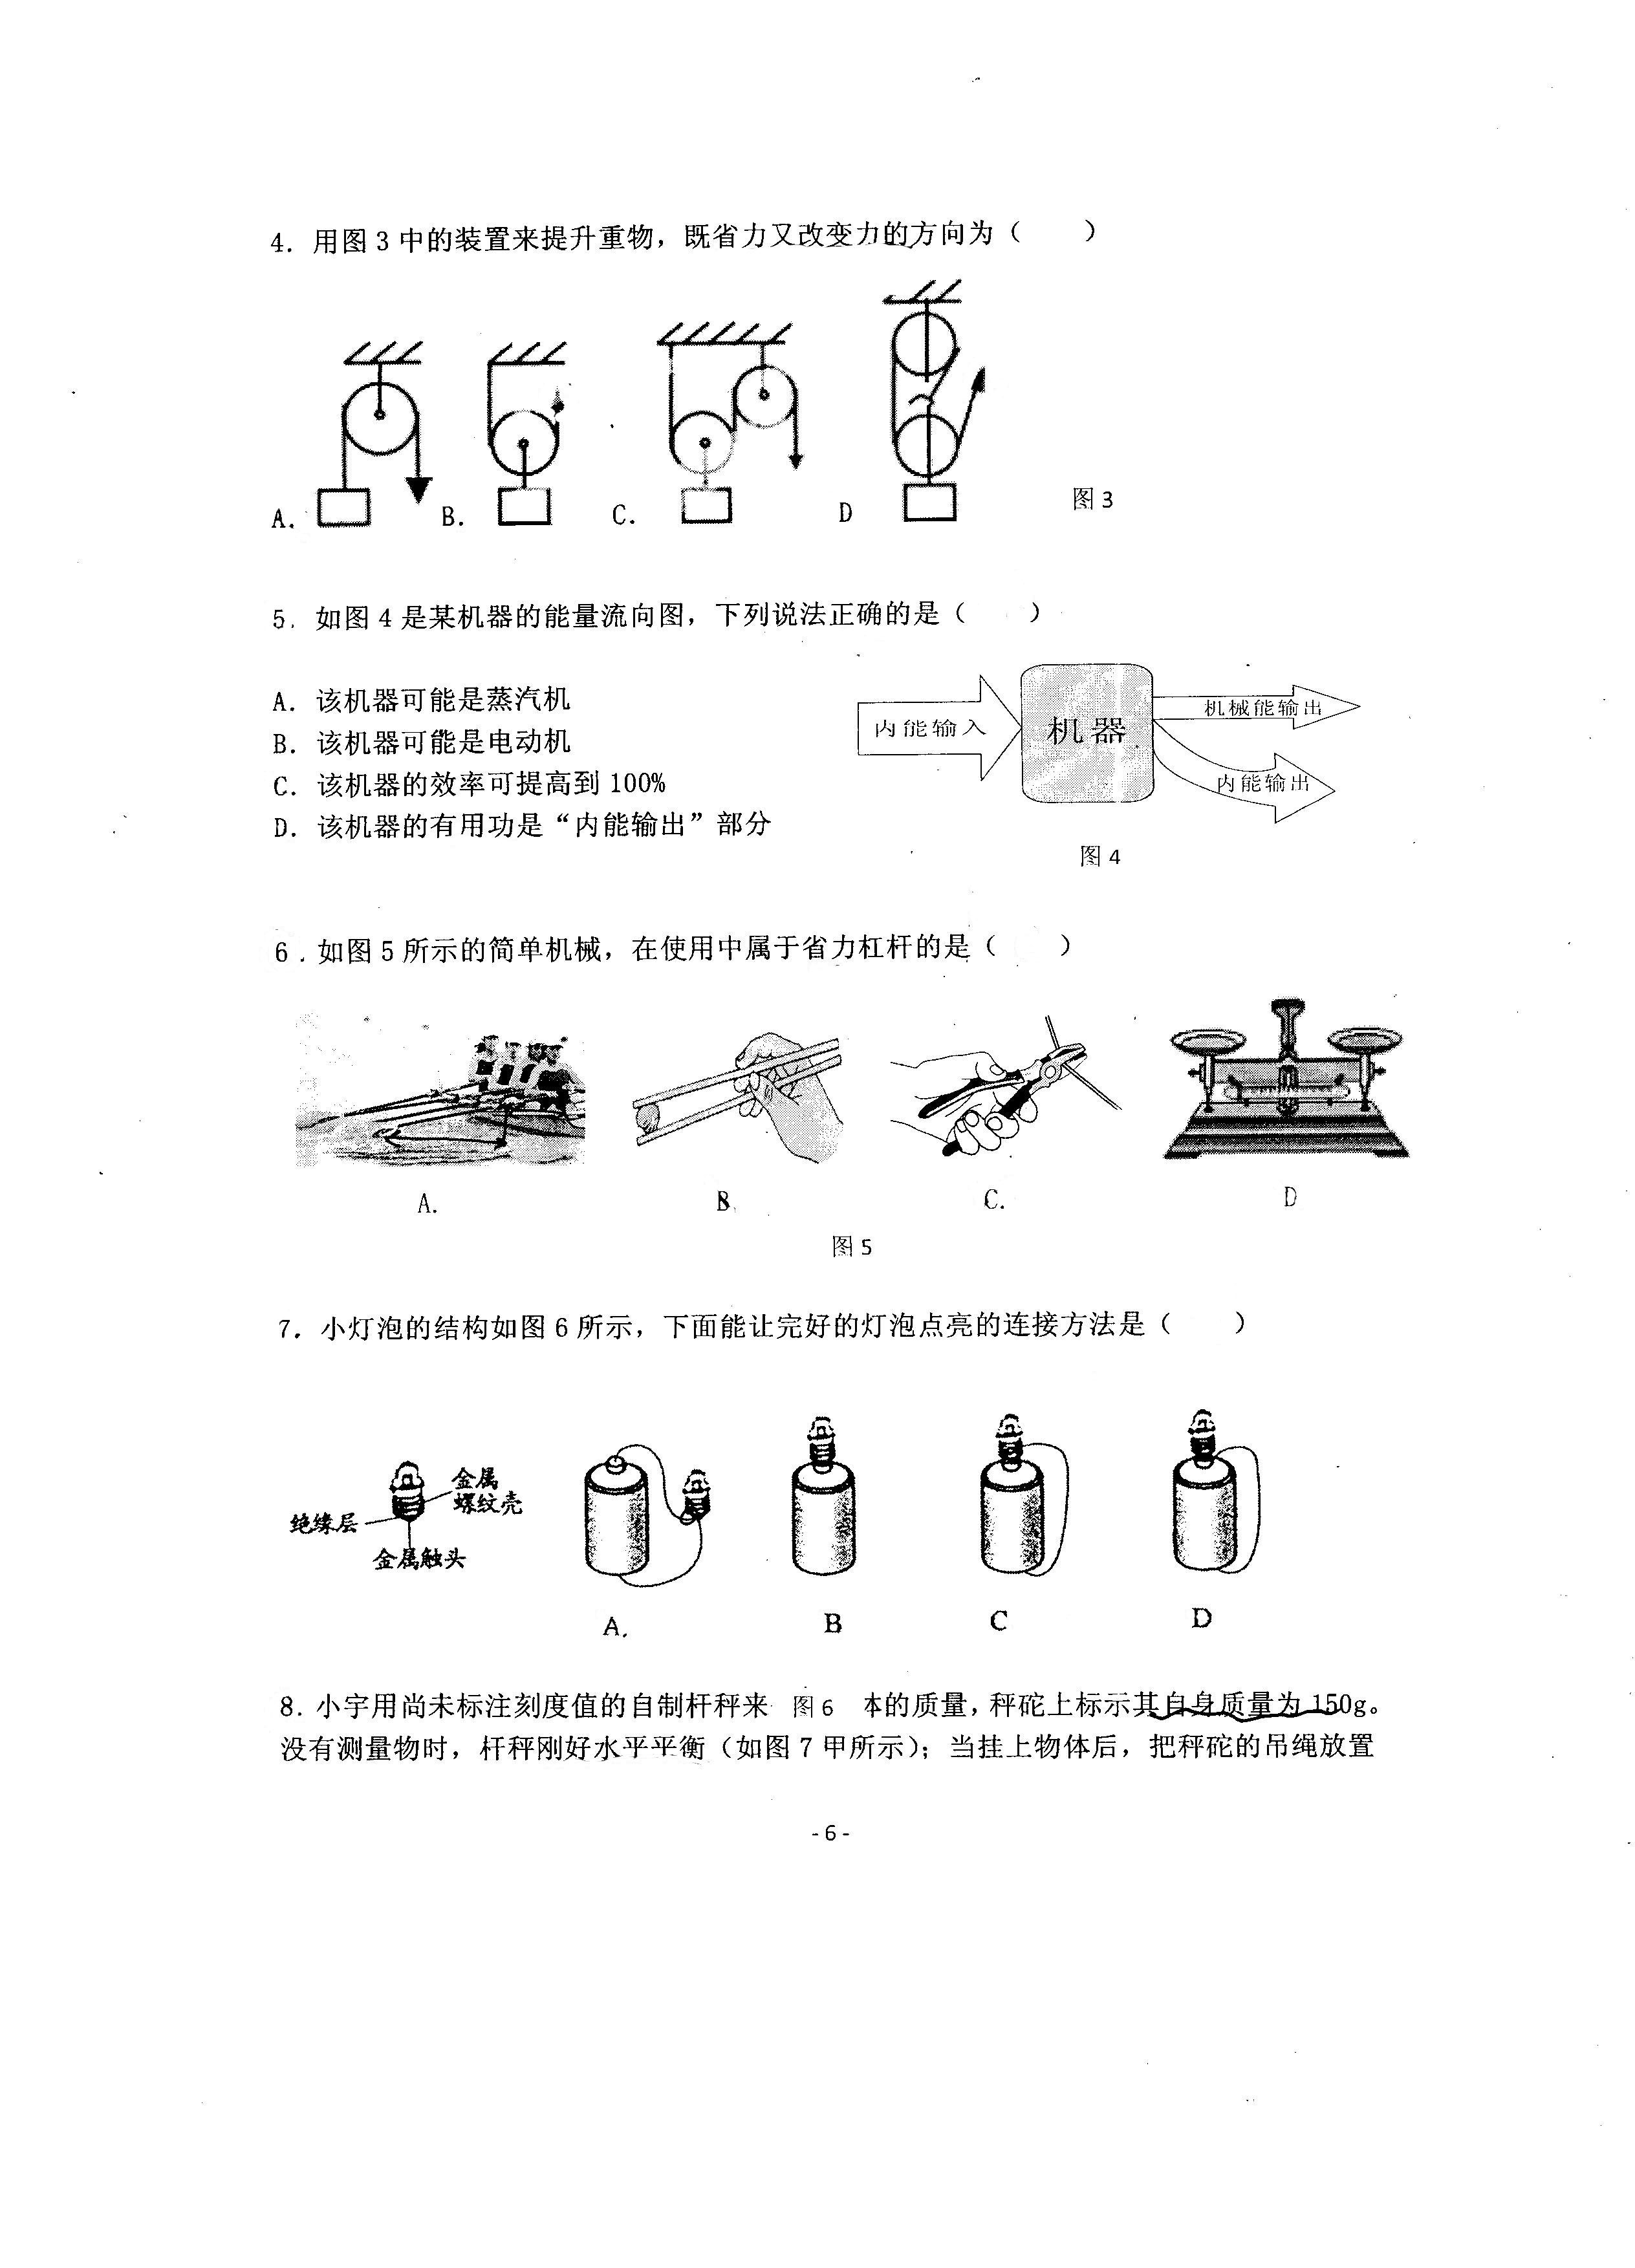 4. 用图 3 中的装置来提升重物，既省力又改变力的方向为（　　）
A. B. C. D
图 3
5. 如图 4 是某机器的能量流向图，下列说法正确的是（　　）
A. 该机器可能是蒸汽机
B. 该机器可能是电动机
C. 该机器的效率可提高到 100%
D. 该机器的有用功是“内能输出”部分
内能输入
机器
机械能输出
内能输出
图 4
6 . 如图 5 所示的简单机械，在使用中属于省力杠杆的是（　　）
A. B. C. D
图 5
7. 小灯泡的结构如图 6 所示，下面能让完好的灯泡点亮的连接方法是（　　）
金属
螺纹壳
绝缘层
金属触头
A. B C D
8. 小宇用尚未标注刻度值的自制杆秤来 图 6 体的质量，秤砣上标示其自身质量为 150g。
没有测量物时，杆秤刚好水平平衡（如图 7 甲所示）；当挂上物体后，把秤砣的吊绳放置
- 6 -